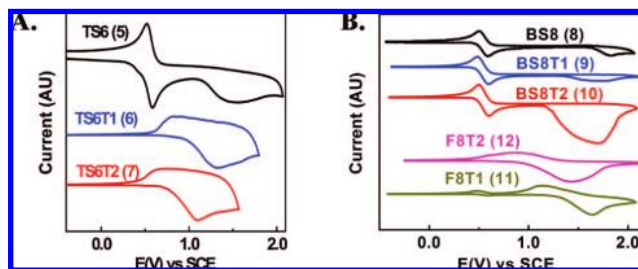 A.
TS6 (5)
TS6T1 (6)
TS6T2 (7)
Current (AU)
0.0 1.0 2.0
E(V) vs SCE
B.
BS8 (8)
BS8T1 (9)
BS8T2 (10)
F8T2 (12)
F8T1 (11)
Current (AU)
0.0 1.0 2.0
E(V) vs SCE